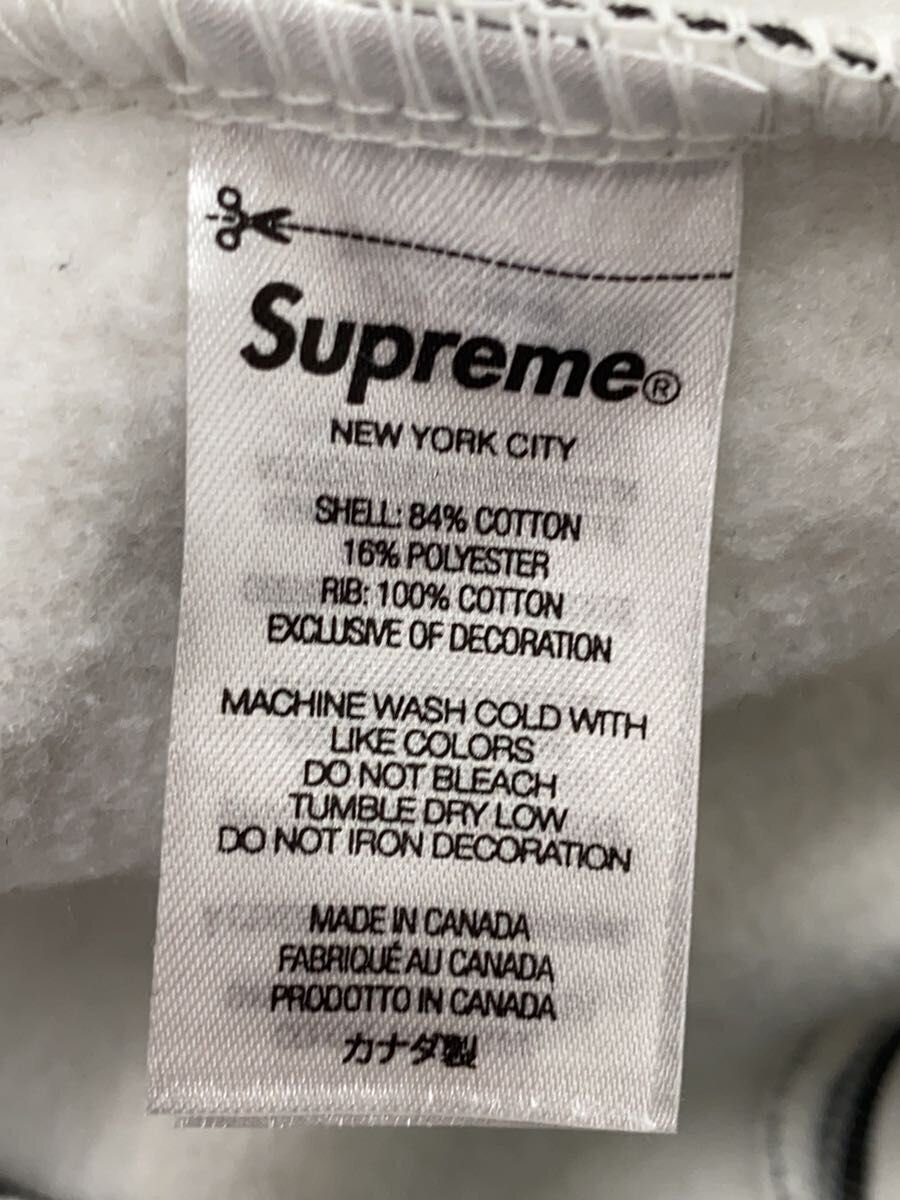 Supreme®
NEW YORK CITY
SHELL: 84% COTTON
16% POLYESTER
RIB: 100% COTTON
EXCLUSIVE OF DECORATION
MACHINE WASH COLD WITH
LIKE COLORS
DO NOT BLEACH
TUMBLE DRY LOW
DO NOT IRON DECORATION
MADE IN CANADA
FABRIQUÉ AU CANADA
PRODOTTO IN CANADA
カナダ製